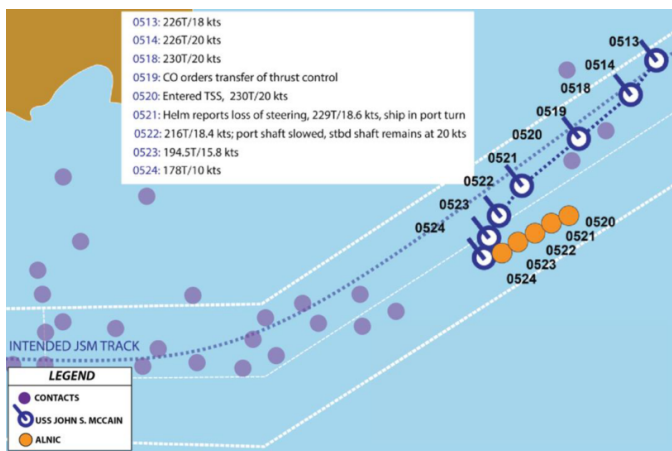 0513: 226T/18 kts
0514: 226T/20 kts
0518: 230T/20 kts
0519: CO orders transfer of thrust control
0520: Entered TSS, 230T/20 kts
0521: Helm reports loss of steering, 229T/18.6 kts, ship in port turn
0522: 216T/18.4 kts; port shaft slowed, stbd shaft remains at 20 kts
0523: 194.5T/15.8 kts
0524: 178T/10 kts
0513
0514
0518
0519
0520
0521
0522
0523
0524
0520
0521
0522
0523
0524
INTENDED JSM TRACK
LEGEND
CONTACTS
USS JOHN S. MCCAIN
ALNIC